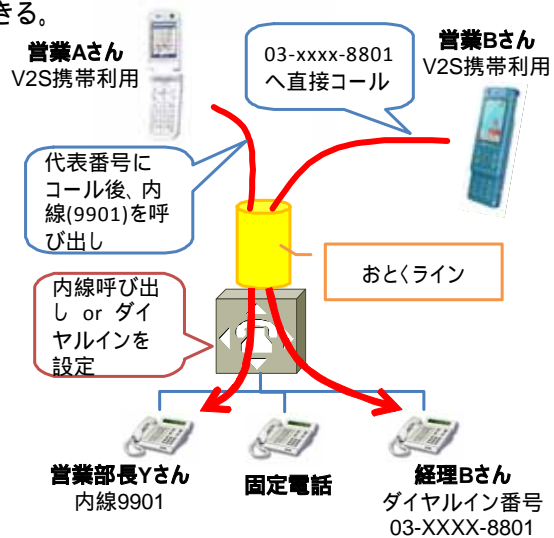 きる。
営業Aさん
V2S携帯利用
03-xxxx-8801
へ直接コール
営業Bさん
V2S携帯利用
代表番号に
コール後、内
線(9901)を呼
び出し
おとくライン
内線呼び出
し or ダイ
ヤルインを
設定
営業部長Yさん
内線9901
固定電話
経理Bさん
ダイヤルイン番号
03-XXXX-8801